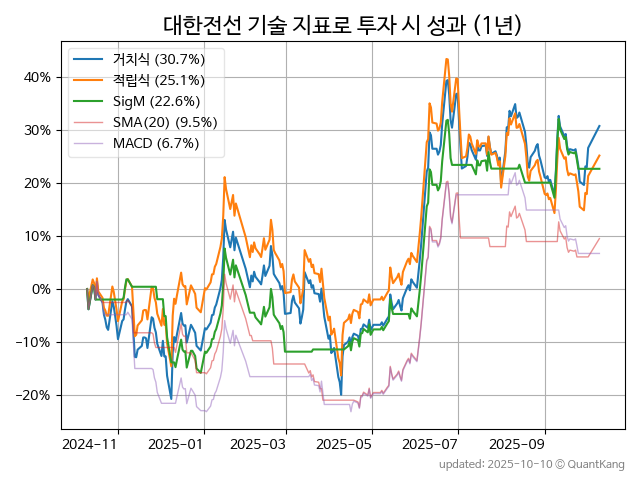 대한전선 기술 지표로 투자 시 성과 (1년)
거치식 (30.7%)
적립식 (25.1%)
SigM (22.6%)
SMA(20) (9.5%)
MACD (6.7%)
40%
30%
20%
10%
0%
−10%
−20%
2024-11
2025-01
2025-03
2025-05
2025-07
2025-09
updated: 2025-10-10 © QuantKang